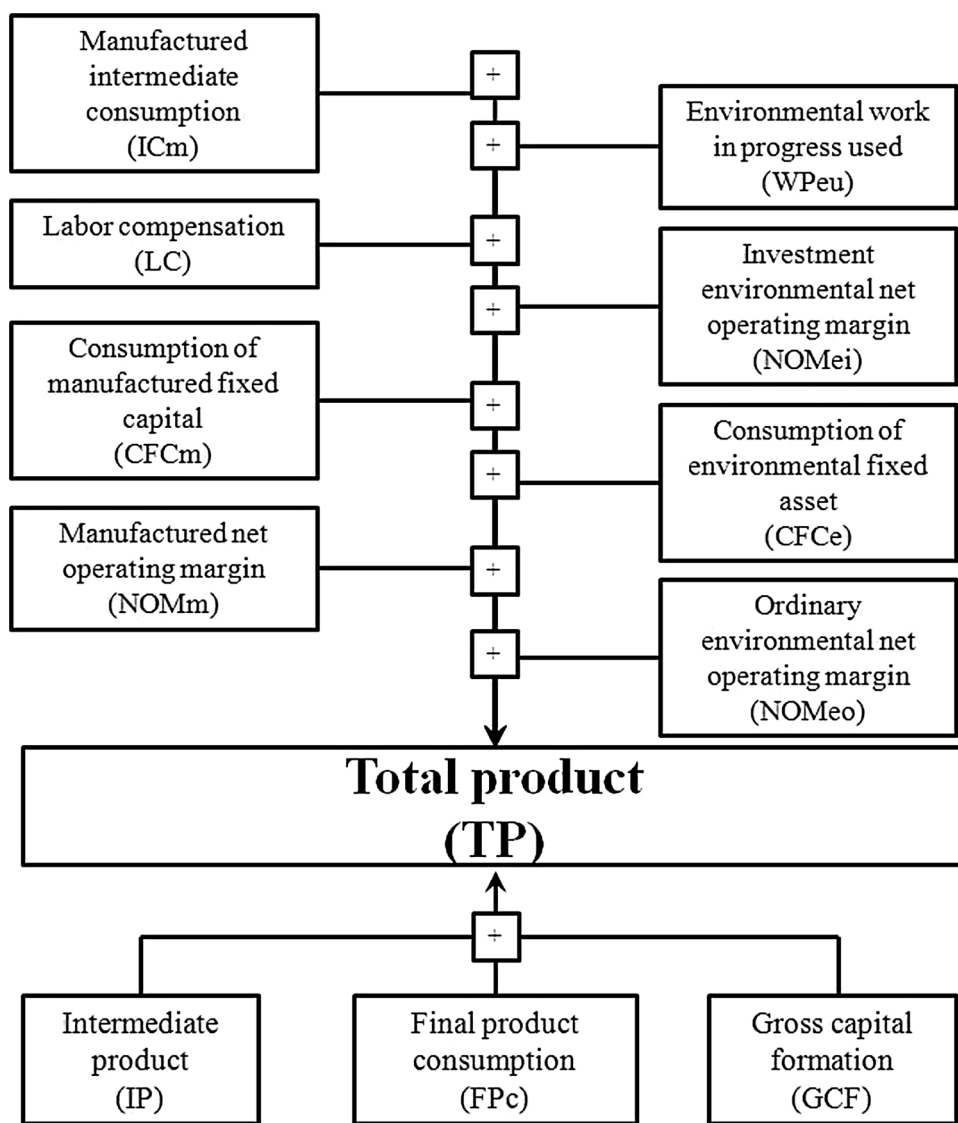 Manufactured
intermediate
consumption
(ICm)
+
+
Environmental work
in progress used
(WPeu)
Labor compensation
(LC)
+
Investment
environmental net
operating margin
(NOMei)
+
Consumption of
manufactured fixed
capital
(CFCm)
+
Consumption of
environmental fixed
asset
(CFCe)
+
Manufactured net
operating margin
(NOMm)
+
Ordinary
environmental net
operating margin
(NOMeo)
+
Total product
(TP)
+
Intermediate
product
(IP)
Final product
consumption
(FPc)
Gross capital
formation
(GCF)